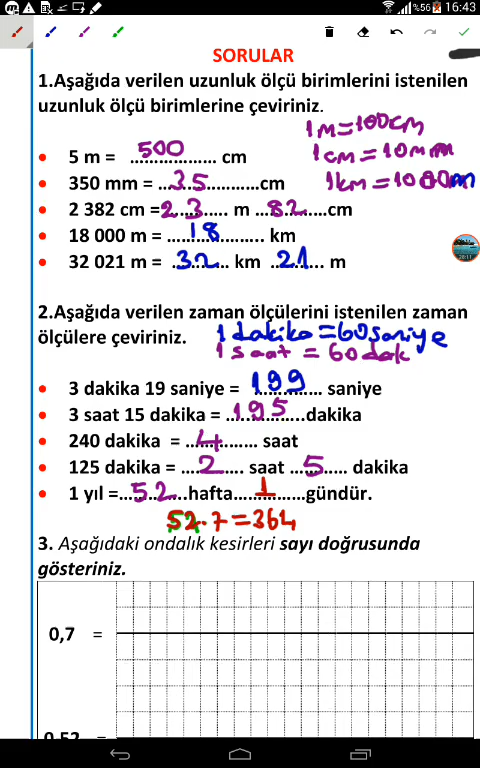 %56 16:43
SORULAR
1.Aşağıda verilen uzunluk ölçü birimlerini istenilen
uzunluk ölçü birimlerine çeviriniz.
1m=100cm
1cm=10mm
1km=1000m
• 5 m = ...500... cm
• 350 mm = ...35...cm
• 2 382 cm =...23... m ...82...cm
• 18 000 m = ...18... km
• 32 021 m = ...32... km ...21... m
20:11
2.Aşağıda verilen zaman ölçülerini istenilen zaman
ölçülere çeviriniz.
1 dakika =60 saniye
1 saat = 60 dak
• 3 dakika 19 saniye = ...199... saniye
• 3 saat 15 dakika = ...195...dakika
• 240 dakika = ...4... saat
• 125 dakika = ...2... saat ...5... dakika
• 1 yıl =...52...hafta...1...gündür.
52.7=364
3. Aşağıdaki ondalık kesirleri sayı doğrusunda
gösteriniz.
0,7 =
0,52 =